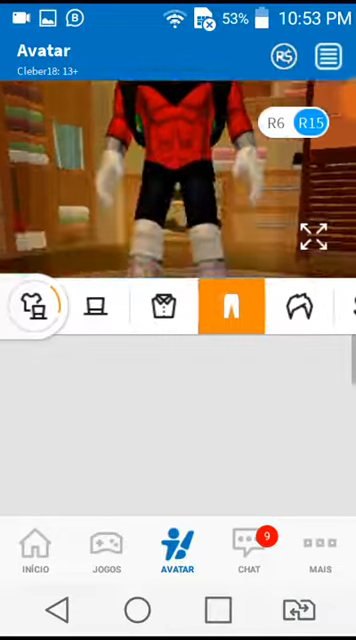 53% 10:53 PM
Avatar
Cleber18: 13+
R$
R6 R15
9
INÍCIO JOGOS AVATAR CHAT MAIS